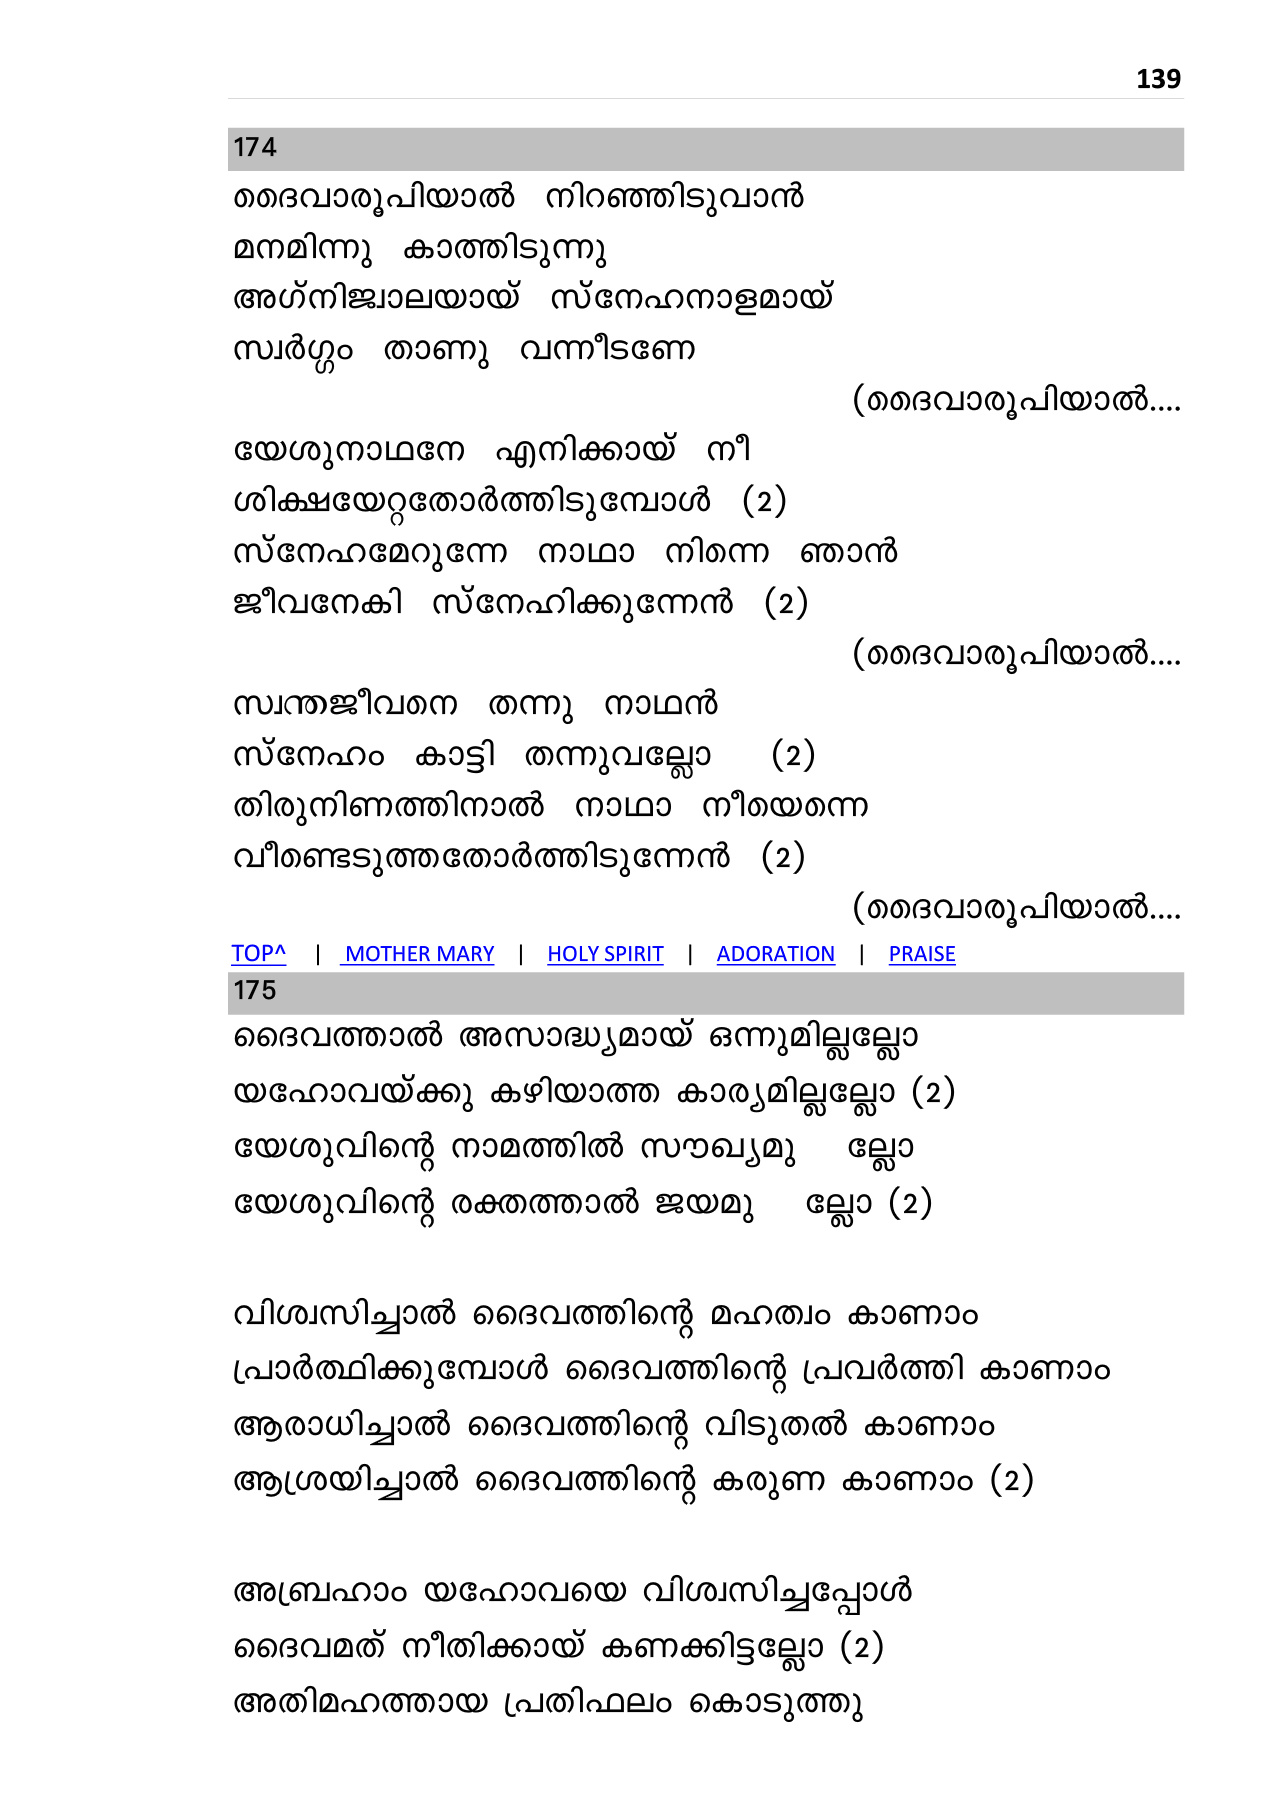 139
174
ദൈവാരൂപിയാൽ നിറഞ്ഞിടുവാൻ
മനമിന്നു കാത്തിടുന്നു
അഗ്‌നിജ്വാലയായ് സ്നേഹനാളമായ്
സ്വർഗ്ഗം താണു വന്നീടണേ
(ദൈവാരൂപിയാൽ....
യേശുനാഥനേ എനിക്കായ് നീ
ശിക്ഷയേറ്റതോർത്തിടുമ്പോൾ (2)
സ്നേഹമേറുന്നേ നാഥാ നിന്നെ ഞാൻ
ജീവനേകി സ്നേഹിക്കുന്നേൻ (2)
(ദൈവാരൂപിയാൽ....
സ്വന്തജീവനെ തന്നു നാഥൻ
സ്നേഹം കാട്ടി തന്നുവല്ലോ (2)
തിരുനിണത്തിനാൽ നാഥാ നീയെന്നെ
വീണ്ടെടുത്തതോർത്തിടുന്നേൻ (2)
(ദൈവാരൂപിയാൽ....
TOP^ | MOTHER MARY | HOLY SPIRIT | ADORATION | PRAISE
175
ദൈവത്താൽ അസാദ്ധ്യമായ് ഒന്നുമില്ലല്ലോ
യഹോവയ്ക്കു കഴിയാത്ത കാര്യമില്ലല്ലോ (2)
യേശുവിന്റെ നാമത്തിൽ സൗഖ്യമു ല്ലോ
യേശുവിന്റെ രക്തത്താൽ ജയമു ല്ലോ (2)
വിശ്വസിച്ചാൽ ദൈവത്തിന്റെ മഹത്വം കാണാം
പ്രാർത്ഥിക്കുമ്പോൾ ദൈവത്തിന്റെ പ്രവർത്തി കാണാം
ആരാധിച്ചാൽ ദൈവത്തിന്റെ വിടുതൽ കാണാം
ആശ്രയിച്ചാൽ ദൈവത്തിന്റെ കരുണ കാണാം (2)
അബ്രഹാം യഹോവയെ വിശ്വസിച്ചപ്പോൾ
ദൈവമത് നീതിക്കായ് കണക്കിട്ടല്ലോ (2)
അതിമഹത്തായ പ്രതിഫലം കൊടുത്തു